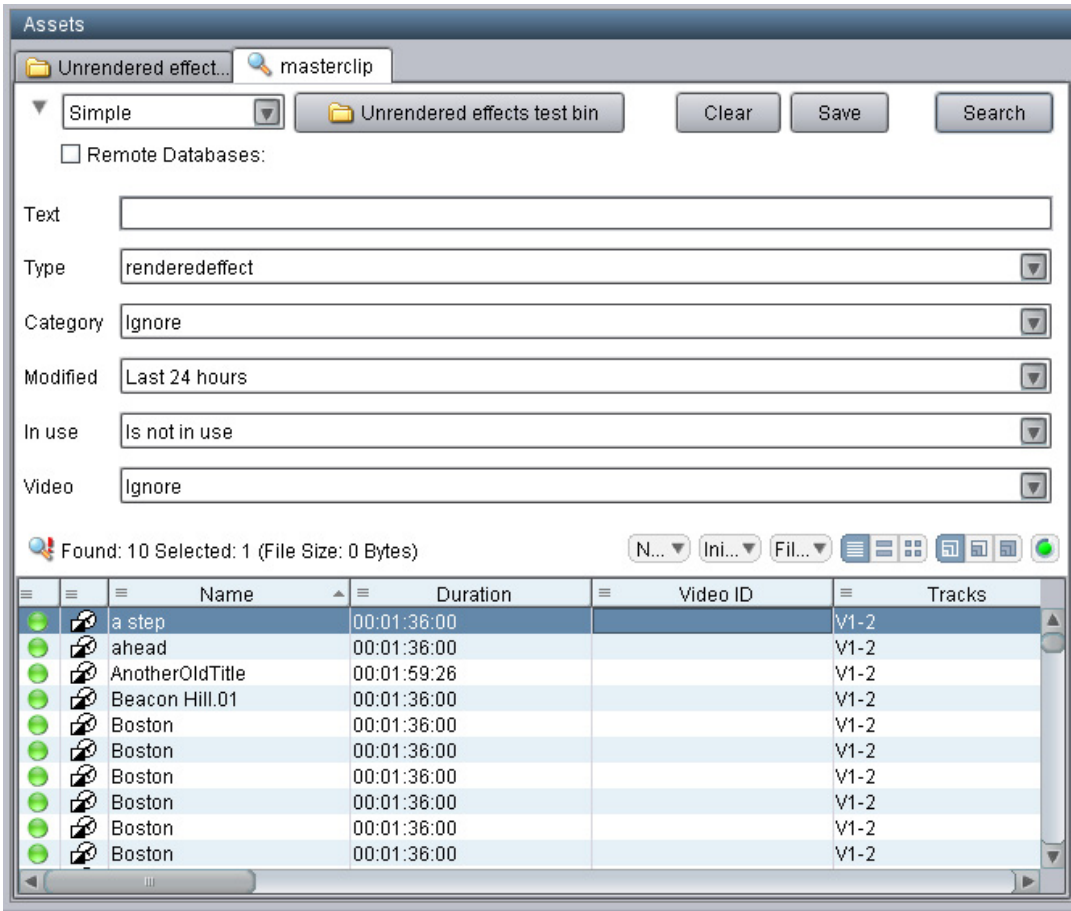 Assets
Unrendered effect... masterclip
Simple Unrendered effects test bin Clear Save Search
Remote Databases:
Text
Type renderedeffect
Category Ignore
Modified Last 24 hours
In use Is not in use
Video Ignore
Found: 10 Selected: 1 (File Size: 0 Bytes) N... Ini... Fil...
Name Duration Video ID Tracks
a step 00:01:36:00 V1-2
ahead 00:01:36:00 V1-2
AnotherOldTitle 00:01:59:26 V1-2
Beacon Hill.01 00:01:36:00 V1-2
Boston 00:01:36:00 V1-2
Boston 00:01:36:00 V1-2
Boston 00:01:36:00 V1-2
Boston 00:01:36:00 V1-2
Boston 00:01:36:00 V1-2
Boston 00:01:36:00 V1-2